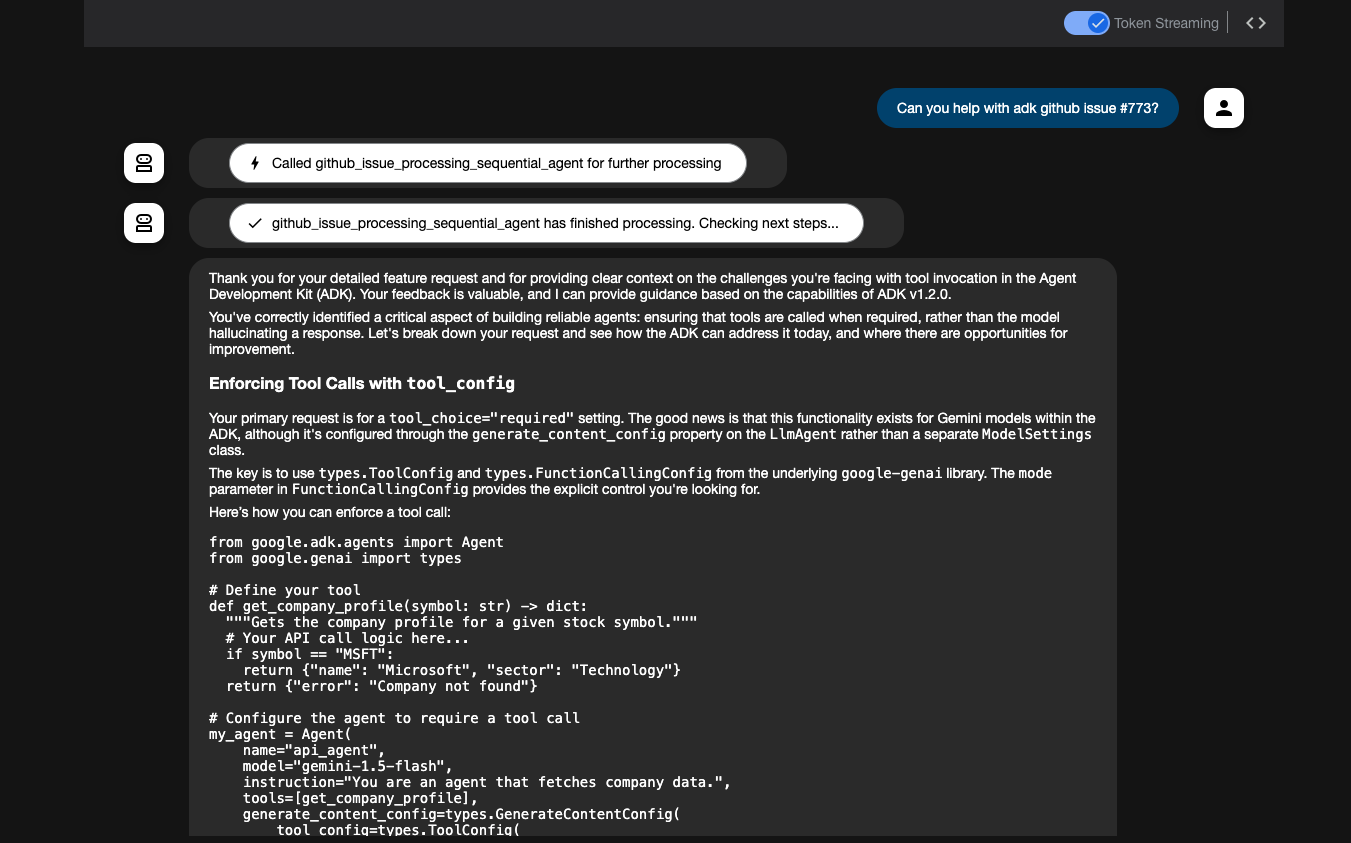 Token Streaming
Can you help with adk github issue #773?
Called github_issue_processing_sequential_agent for further processing
github_issue_processing_sequential_agent has finished processing. Checking next steps...
Thank you for your detailed feature request and for providing clear context on the challenges you're facing with tool invocation in the Agent
Development Kit (ADK). Your feedback is valuable, and I can provide guidance based on the capabilities of ADK v1.2.0.
You've correctly identified a critical aspect of building reliable agents: ensuring that tools are called when required, rather than the model
hallucinating a response. Let's break down your request and see how the ADK can address it today, and where there are opportunities for
improvement.
Enforcing Tool Calls with tool_config
Your primary request is for a tool_choice="required" setting. The good news is that this functionality exists for Gemini models within the
ADK, although it's configured through the generate_content_config property on the LlmAgent rather than a separate ModelSettings
class.
The key is to use types.ToolConfig and types.FunctionCallingConfig from the underlying google-genai library. The mode
parameter in FunctionCallingConfig provides the explicit control you're looking for.
Here's how you can enforce a tool call:
from google.adk.agents import Agent
from google.genai import types
# Define your tool
def get_company_profile(symbol: str) -> dict:
  """Gets the company profile for a given stock symbol."""
  # Your API call logic here...
  if symbol == "MSFT":
    return {"name": "Microsoft", "sector": "Technology"}
  return {"error": "Company not found"}
# Configure the agent to require a tool call
my_agent = Agent(
    name="api_agent",
    model="gemini-1.5-flash",
    instruction="You are an agent that fetches company data.",
    tools=[get_company_profile],
    generate_content_config=types.GenerateContentConfig(
        tool_config=types.ToolConfig(